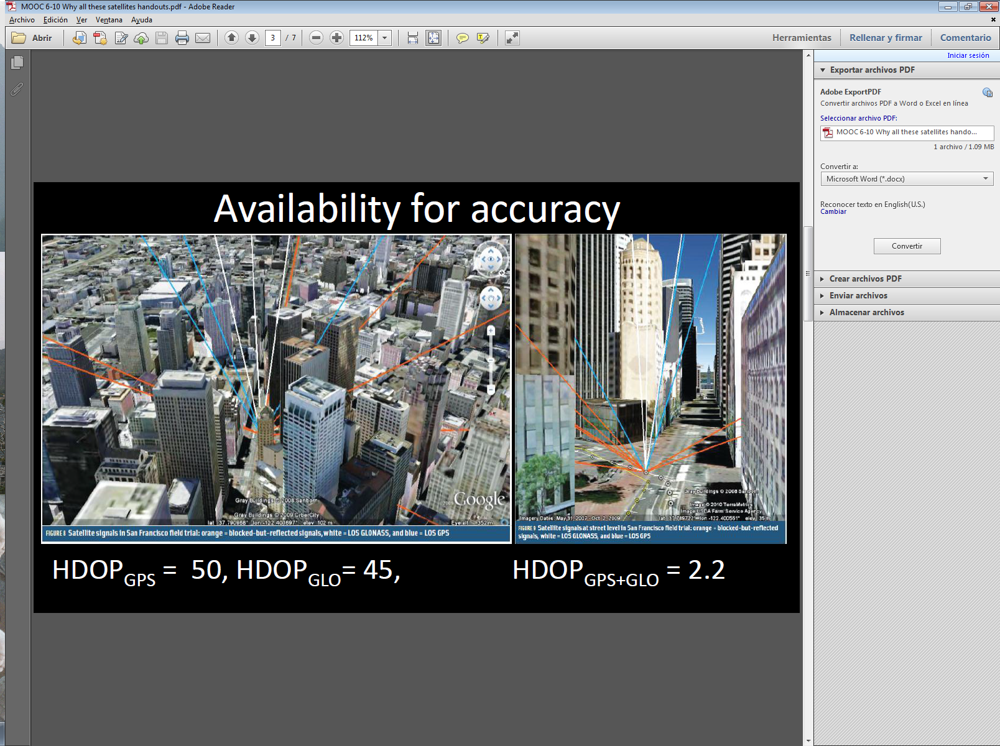 MOOC 6-10 Why all these satellites handouts.pdf - Adobe Reader
Archivo Edición Ver Ventana Ayuda
Abrir 3 / 7 112% Herramientas Rellenar y firmar Comentario
Iniciar sesión
Exportar archivos PDF
Adobe ExportPDF
Convertir archivos PDF a Word o Excel en línea
Seleccionar archivo PDF:
MOOC 6-10 Why all these satellites hando...
1 archivo / 1.09 MB
Convertir a:
Microsoft Word (*.docx)
Reconocer texto en English(U.S.)
Cambiar
Convertir
Crear archivos PDF
Enviar archivos
Almacenar archivos
Availability for accuracy
Gray Buildings © 2008 Sanborn
Gray Buildings © 2009 CyberCity
2009 Google
lat 37.790968° lon -122.401697° elev 102 m Eye alt 352 m
FIGURE 8 Satellite signals in San Francisco field trial: orange = blocked-but-reflected signals, white = LOS GLONASS, and blue = LOS GPS
Gray Buildings © 2008 Sanborn
Image © 2010 TerraMetrics
Image USDA Farm Service Agency
Imagery Dates: May 31, 2007 - Oct 2, 2009 lat 37.789722° lon -122.400551° elev 35 m
FIGURE 9 Satellite signals at street level in San Francisco field trial: orange = blocked-but-reflected
signals, white = LOS GLONASS, and blue = LOS GPS
HDOPGPS = 50, HDOPGLO= 45, HDOPGPS+GLO = 2.2